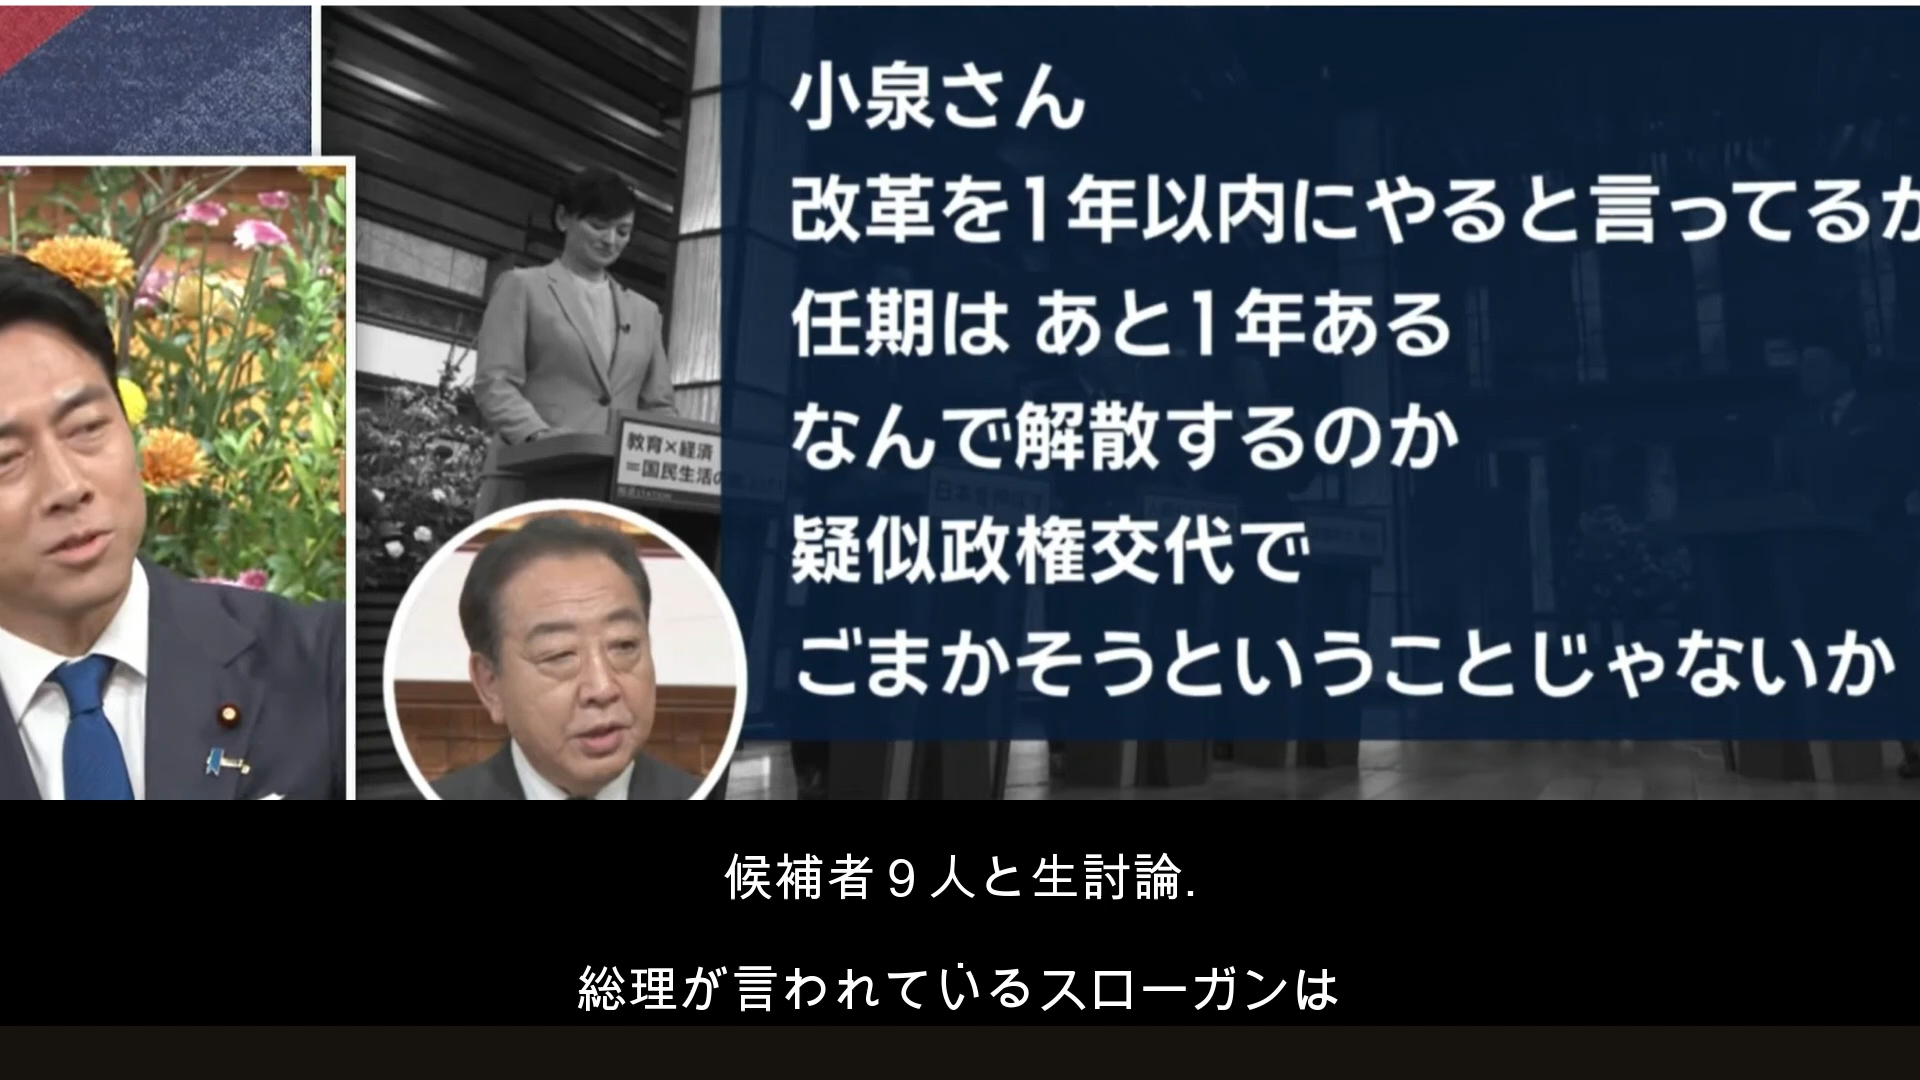 小泉さん
改革を1年以内にやると言ってるが
任期は あと1年ある
なんで解散するのか
疑似政権交代で
ごまかそうということじゃないか
教育×経済
=国民生活の
候補者９人と生討論.
総理が言われているスローガンは